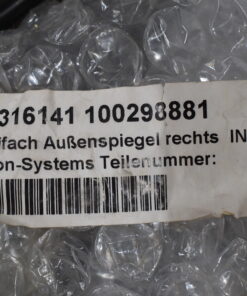 316141 100298881
fach Außenspiegel rechts IN
on-Systems Teilenummer: